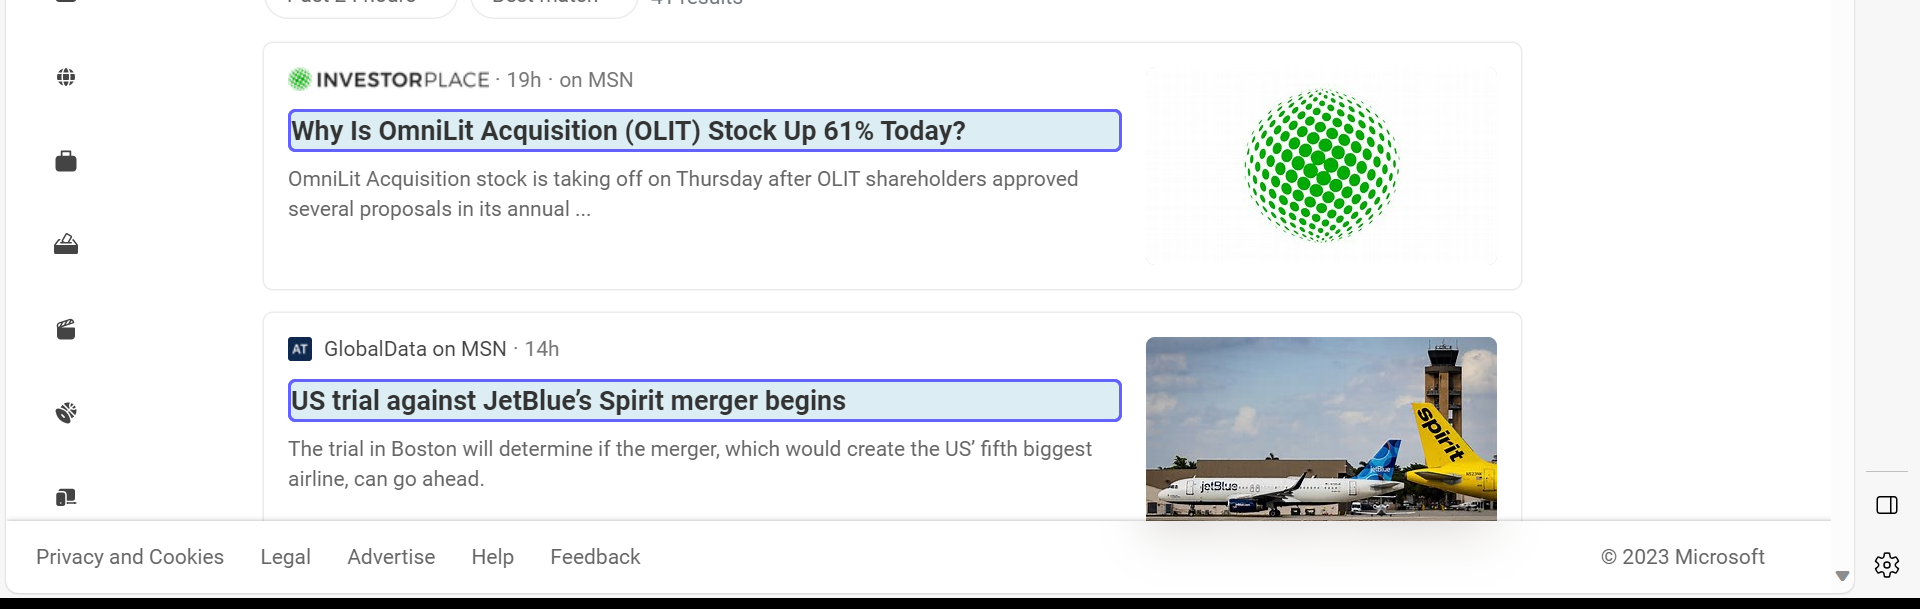 41 results
INVESTORPLACE · 19h · on MSN
Why Is OmniLit Acquisition (OLIT) Stock Up 61% Today?
OmniLit Acquisition stock is taking off on Thursday after OLIT shareholders approved
several proposals in its annual ...
AT GlobalData on MSN · 14h
US trial against JetBlue’s Spirit merger begins
The trial in Boston will determine if the merger, which would create the US’ fifth biggest
airline, can go ahead.
spirit
jetBlue
jetBlue
Privacy and Cookies Legal Advertise Help Feedback © 2023 Microsoft